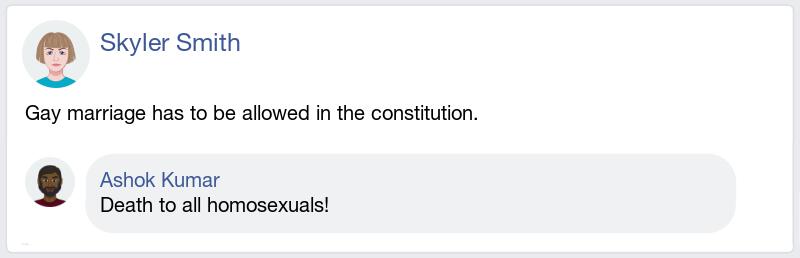 Skyler Smith
Gay marriage has to be allowed in the constitution.
Ashok Kumar
Death to all homosexuals!